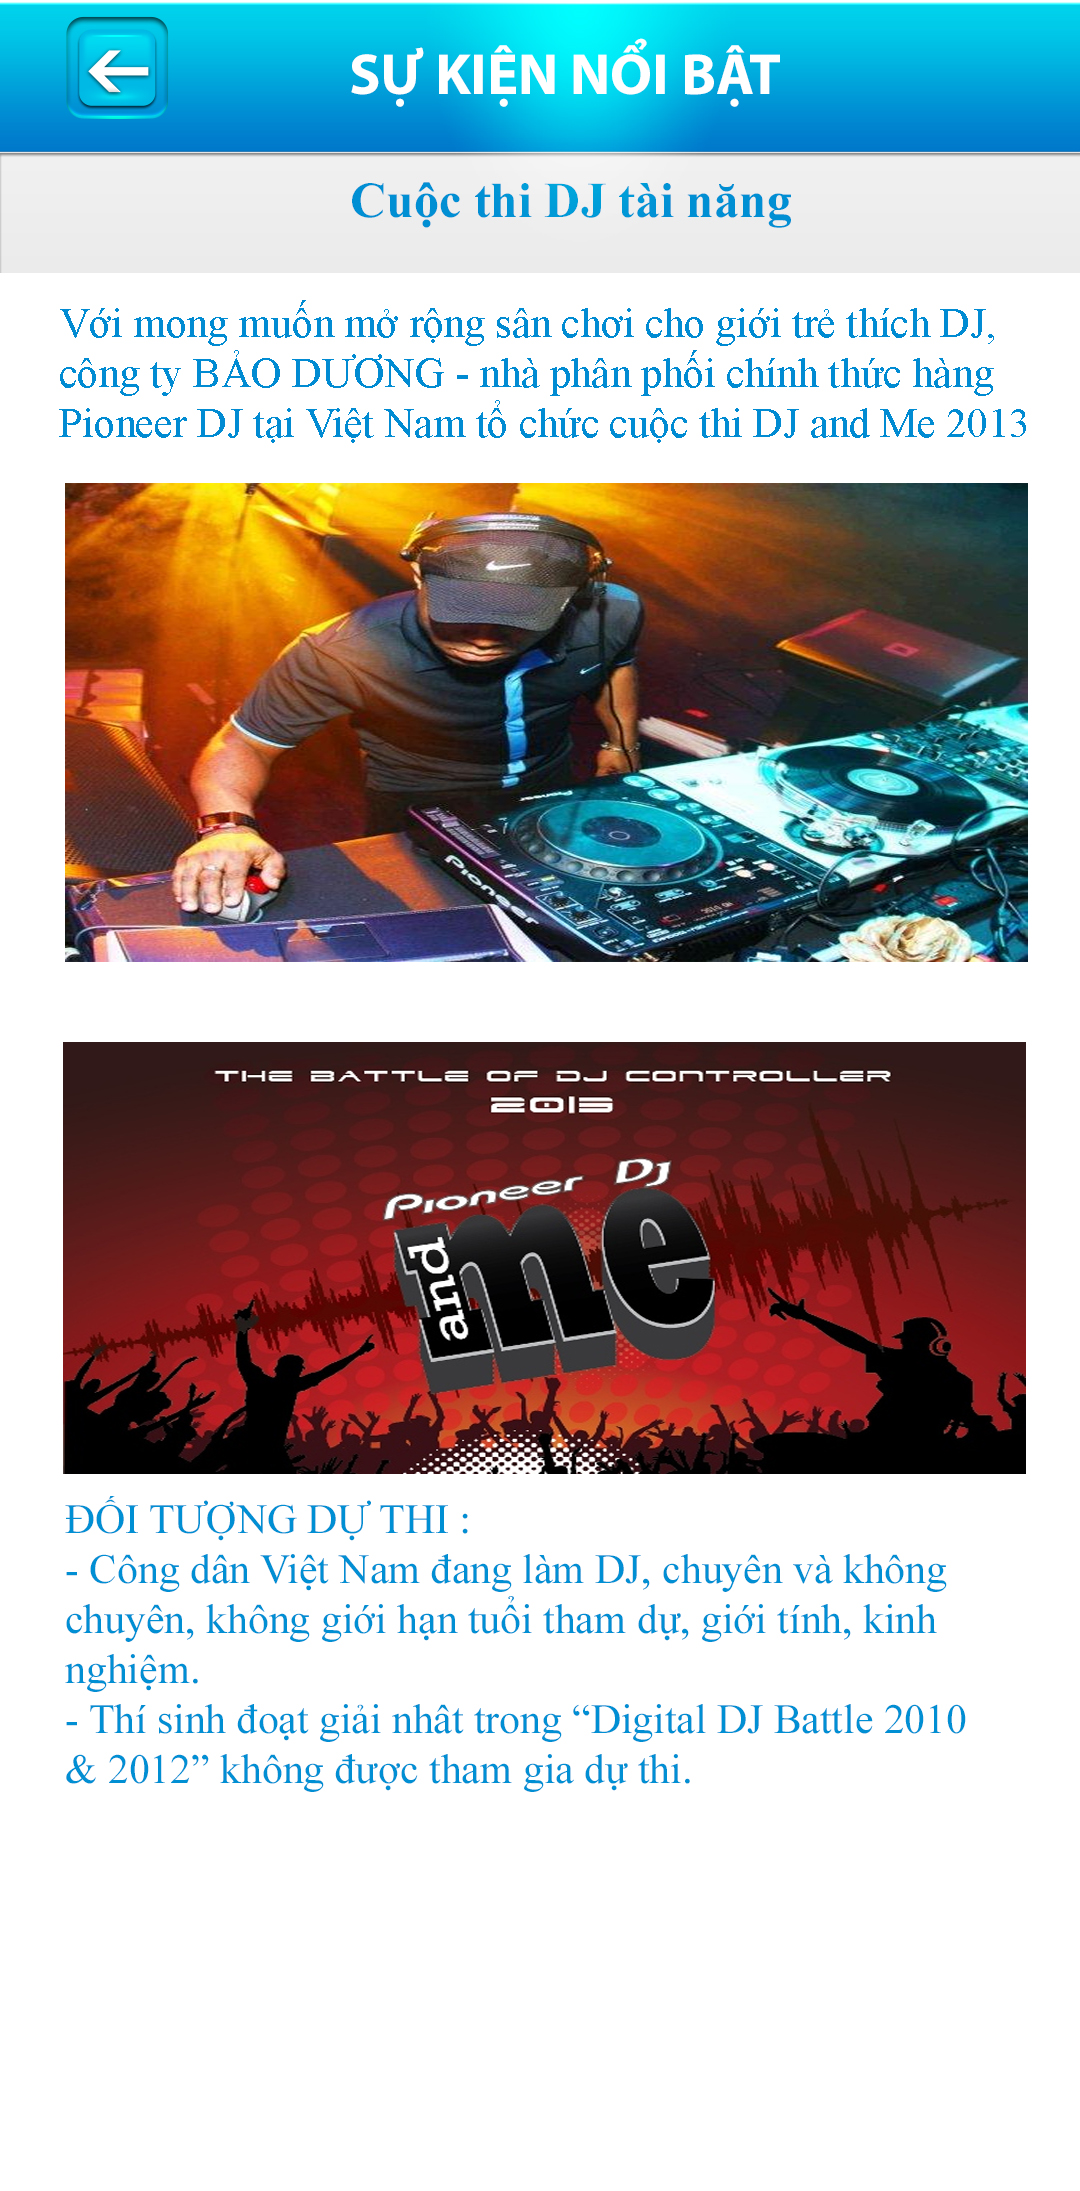 SỰ KIỆN NỔI BẬT
Cuộc thi DJ tài năng
Với mong muốn mở rộng sân chơi cho giới trẻ thích DJ,
công ty BẢO DƯƠNG - nhà phân phối chính thức hàng
Pioneer DJ tại Việt Nam tổ chức cuộc thi DJ and Me 2013
Pioneer
Pioneer
THE BATTLE OF DJ CONTROLLER
2013
Pioneer Dj
and me
ĐỐI TƯỢNG DỰ THI :
- Công dân Việt Nam đang làm DJ, chuyên và không
chuyên, không giới hạn tuổi tham dự, giới tính, kinh
nghiệm.
- Thí sinh đoạt giải nhât trong “Digital DJ Battle 2010
& 2012” không được tham gia dự thi.